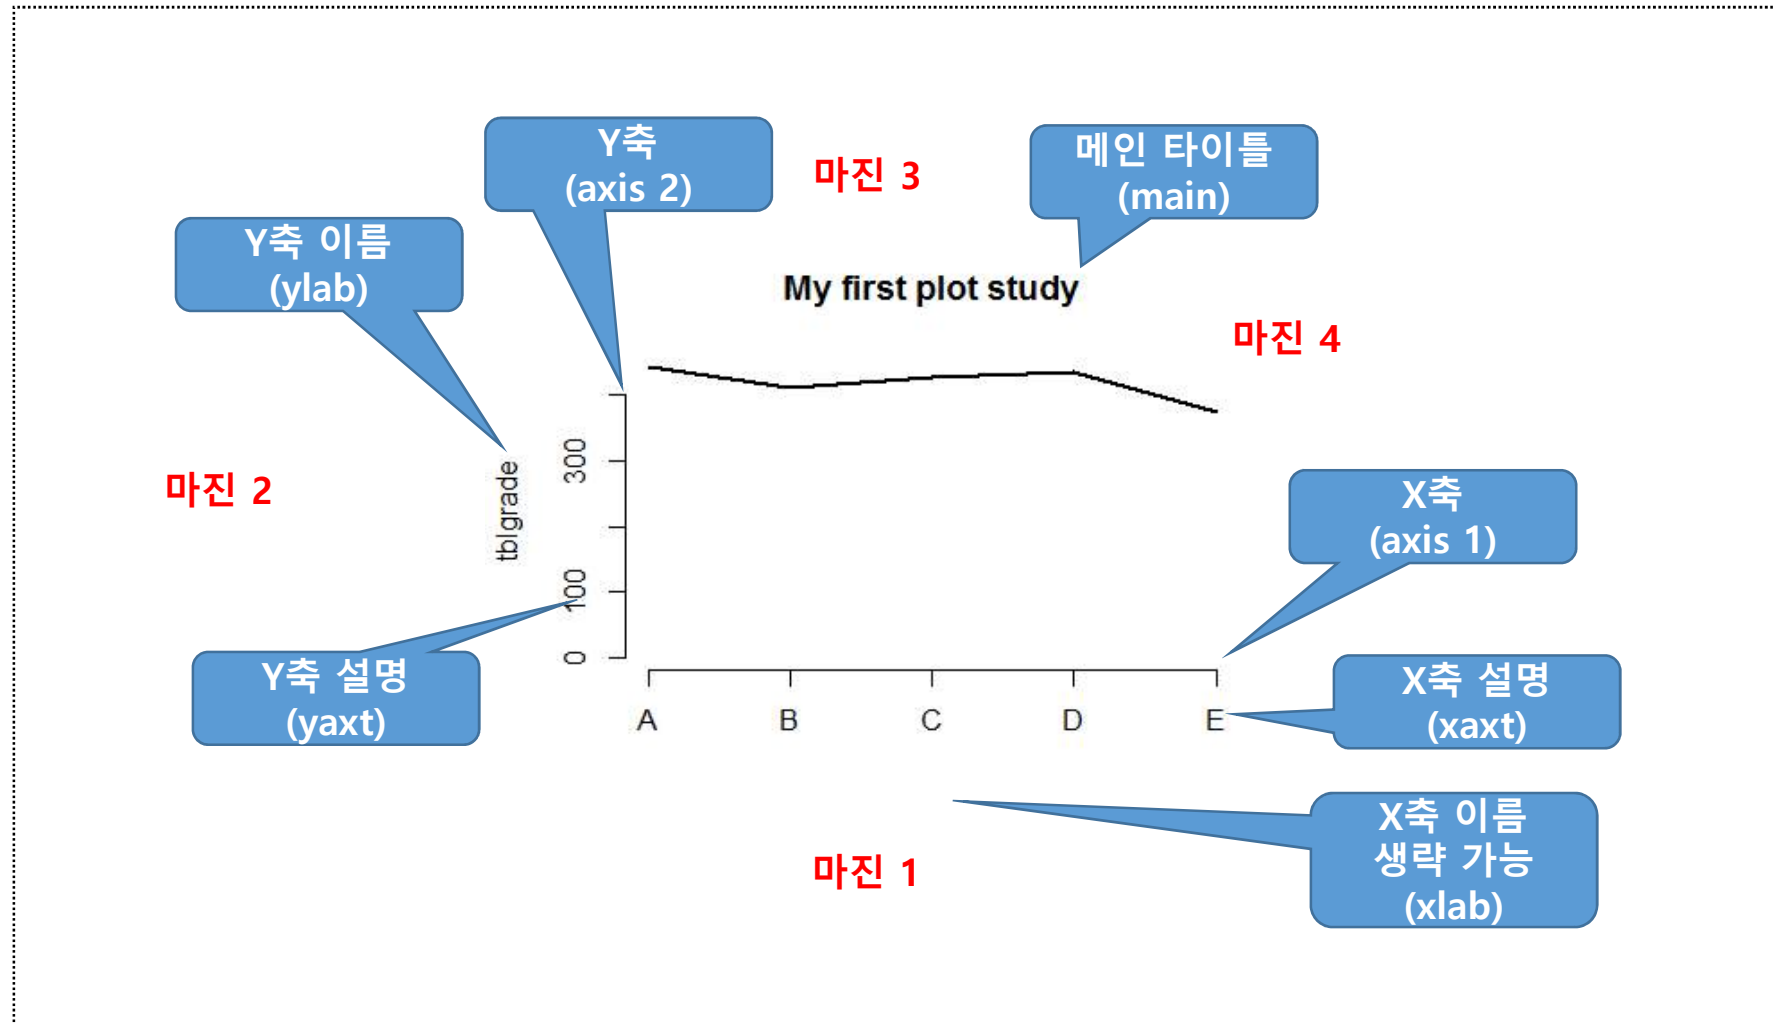 Y축
(axis 2)
마진 3
메인 타이틀
(main)
Y축 이름
(ylab)
My first plot study
마진 4
300
tblgrade
마진 2
X축
(axis 1)
100
Y축 설명
(yaxt)
0
X축 설명
(xaxt)
A B C D E
X축 이름
생략 가능
(xlab)
마진 1